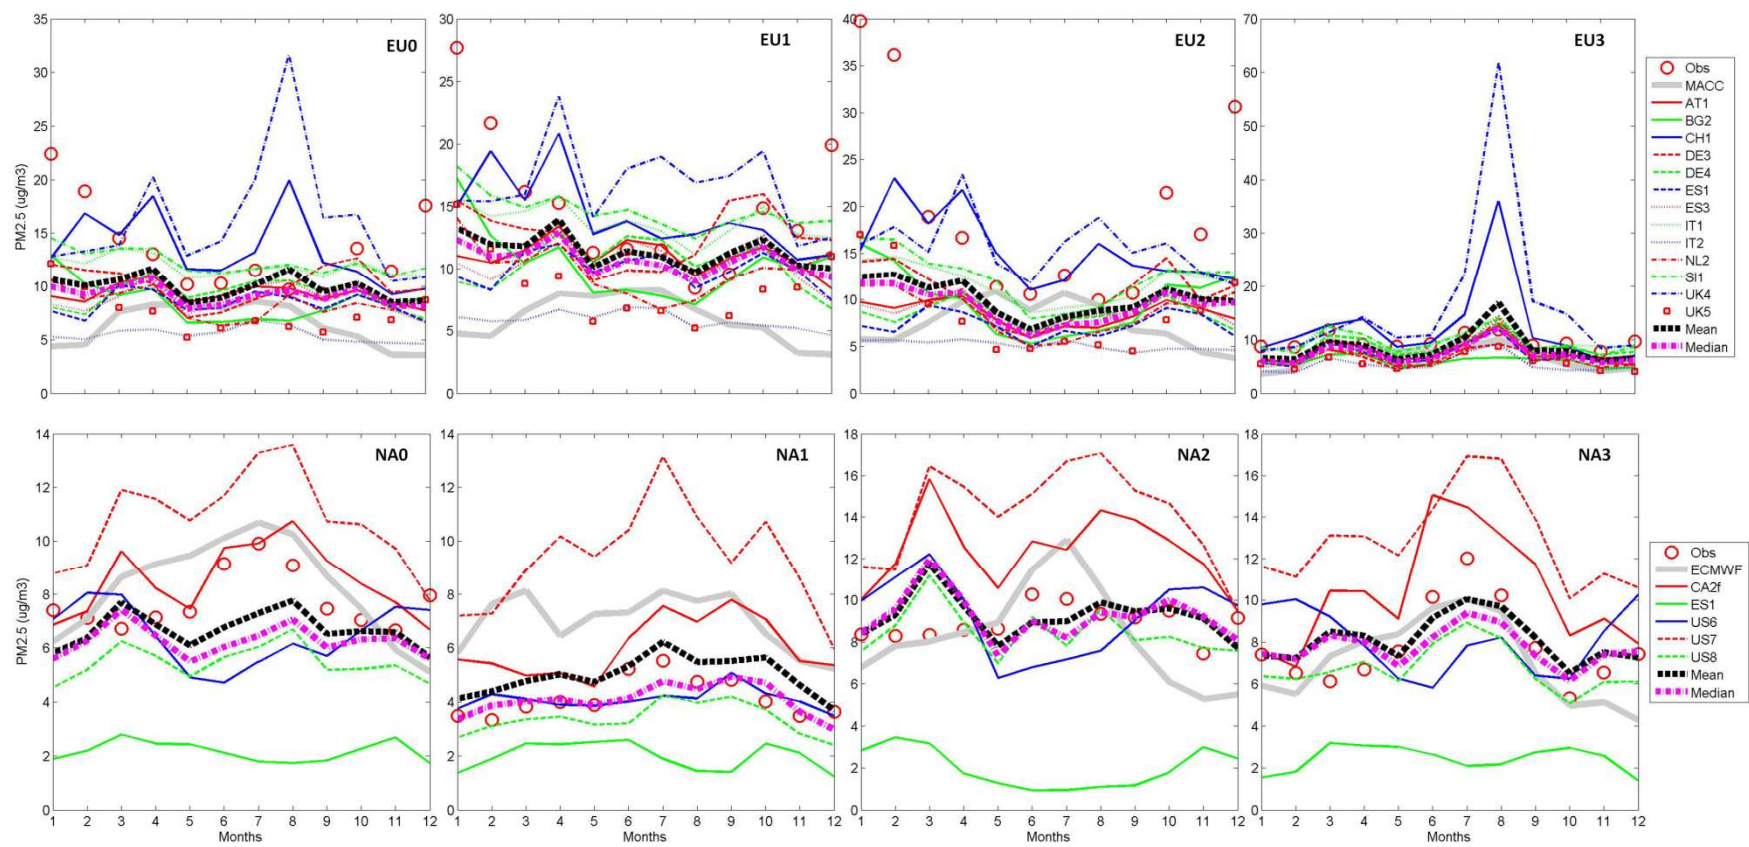 EU0
EU1
EU2
EU3
PM2.5 (ug/m3)
35
30
25
20
15
10
5
0
30
25
20
15
10
5
0
40
35
30
25
20
15
10
5
0
70
60
50
40
30
20
10
0
Obs
MACC
AT1
BG2
CH1
DE3
DE4
ES1
ES3
IT1
IT2
NL2
SI1
UK4
UK5
Mean
Median
NA0
NA1
NA2
NA3
PM2.5 (ug/m3)
14
12
10
8
6
4
2
0
14
12
10
8
6
4
2
0
18
16
14
12
10
8
6
4
2
0
18
16
14
12
10
8
6
4
2
0
Obs
ECMWF
CA2f
ES1
US6
US7
US8
Mean
Median
1 2 3 4 5 6 7 8 9 10 11 12
1 2 3 4 5 6 7 8 9 10 11 12
1 2 3 4 5 6 7 8 9 10 11 12
1 2 3 4 5 6 7 8 9 10 11 12
Months
Months
Months
Months